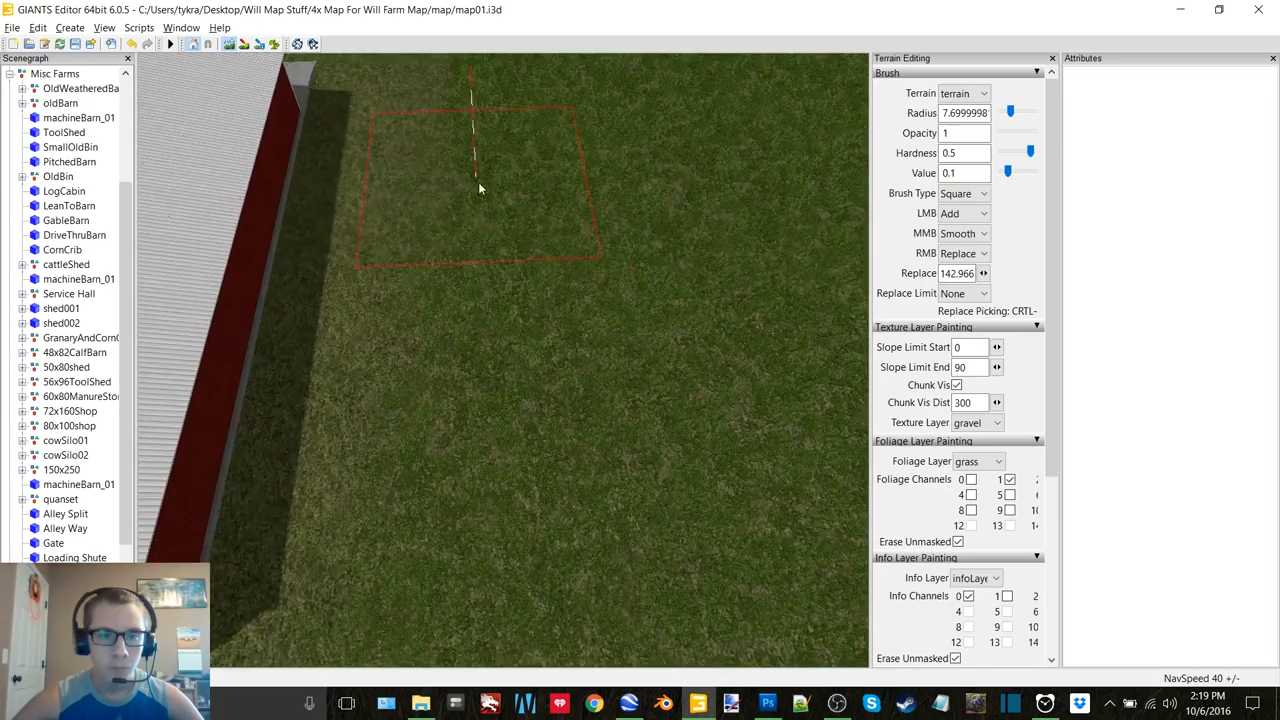 GIANTS Editor 64bit 6.0.5 - C:/Users/tykra/Desktop/Will Map Stuff/4x Map For Will Farm Map/map/map01.i3d
File Edit Create View Scripts Window Help
Scenegraph
Misc Farms
OldWeatheredBa
oldBarn
machineBarn_01
ToolShed
SmallOldBin
PitchedBarn
OldBin
LogCabin
LeanToBarn
GableBarn
DriveThruBarn
CornCrib
cattleShed
machineBarn_01
Service Hall
shed001
shed002
GranaryAndCornC
48x82CalfBarn
50x80shed
56x96ToolShed
60x80ManureSto
72x160Shop
80x100shop
cowSilo01
cowSilo02
150x250
machineBarn_01
quanset
Alley Split
Alley Way
Gate
Loading Shute
Terrain Editing
Brush
Terrain terrain
Radius 7.6999998
Opacity 1
Hardness 0.5
Value 0.1
Brush Type Square
LMB Add
MMB Smooth
RMB Replace
Replace 142.966
Replace Limit None
Replace Picking: CRTL-
Texture Layer Painting
Slope Limit Start 0
Slope Limit End 90
Chunk Vis
Chunk Vis Dist 300
Texture Layer gravel
Foliage Layer Painting
Foliage Layer grass
Foliage Channels 0 1 2
4 5 6
8 9 10
12 13 14
Erase Unmasked
Info Layer Painting
Info Layer infoLaye
Info Channels 0 1 2
4 5 6
8 9 10
12 13 14
Erase Unmasked
Attributes
NavSpeed 40 +/-
2:19 PM
10/6/2016